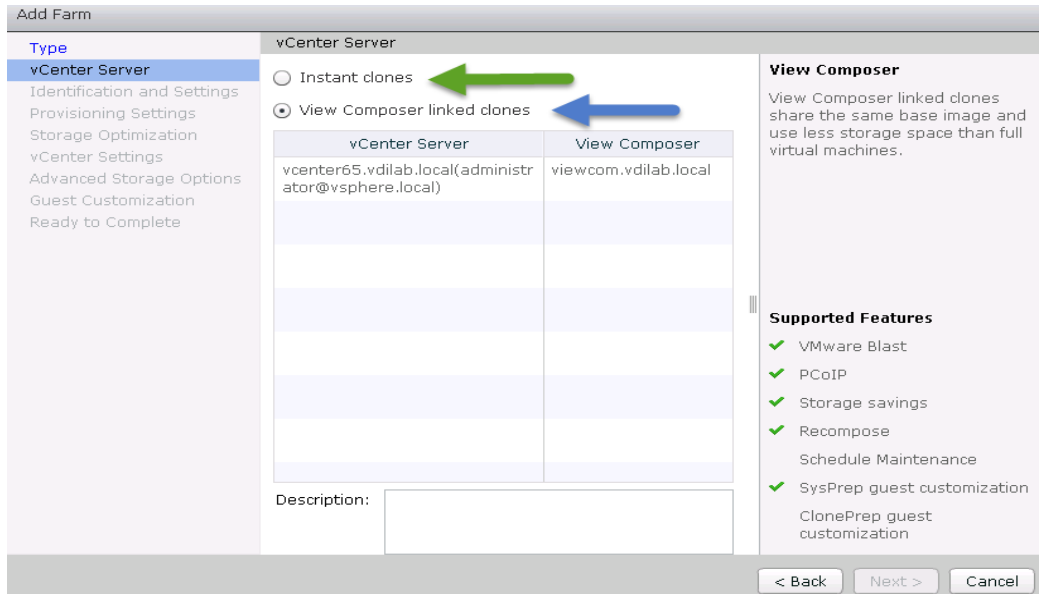 Add Farm
Type
vCenter Server
Identification and Settings
Provisioning Settings
Storage Optimization
vCenter Settings
Advanced Storage Options
Guest Customization
Ready to Complete
vCenter Server
Instant clones
View Composer linked clones
vCenter Server View Composer
vcenter65.vdilab.local(administr viewcom.vdilab.local
ator@vsphere.local)
Description:
View Composer
View Composer linked clones
share the same base image and
use less storage space than full
virtual machines.
Supported Features
VMware Blast
PCoIP
Storage savings
Recompose
Schedule Maintenance
SysPrep guest customization
ClonePrep guest
customization
< Back Next > Cancel